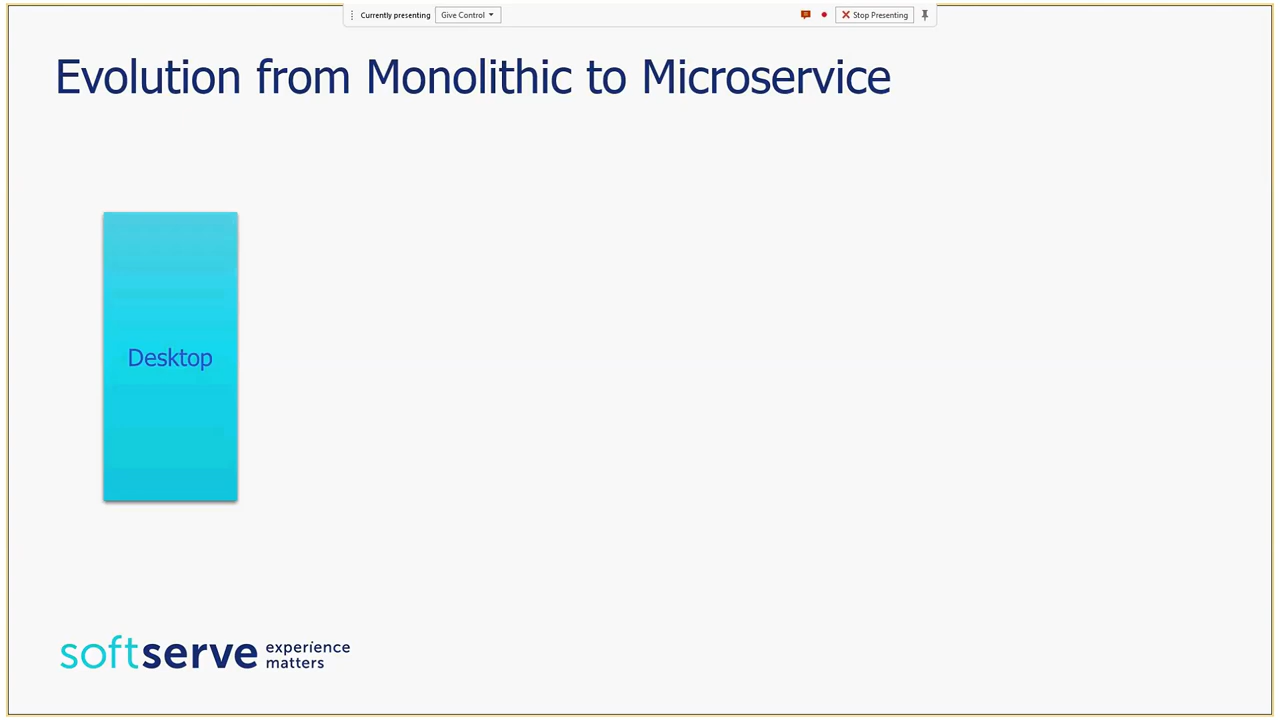 Currently presenting Give Control Stop Presenting
Evolution from Monolithic to Microservice
Desktop
softserve experience matters